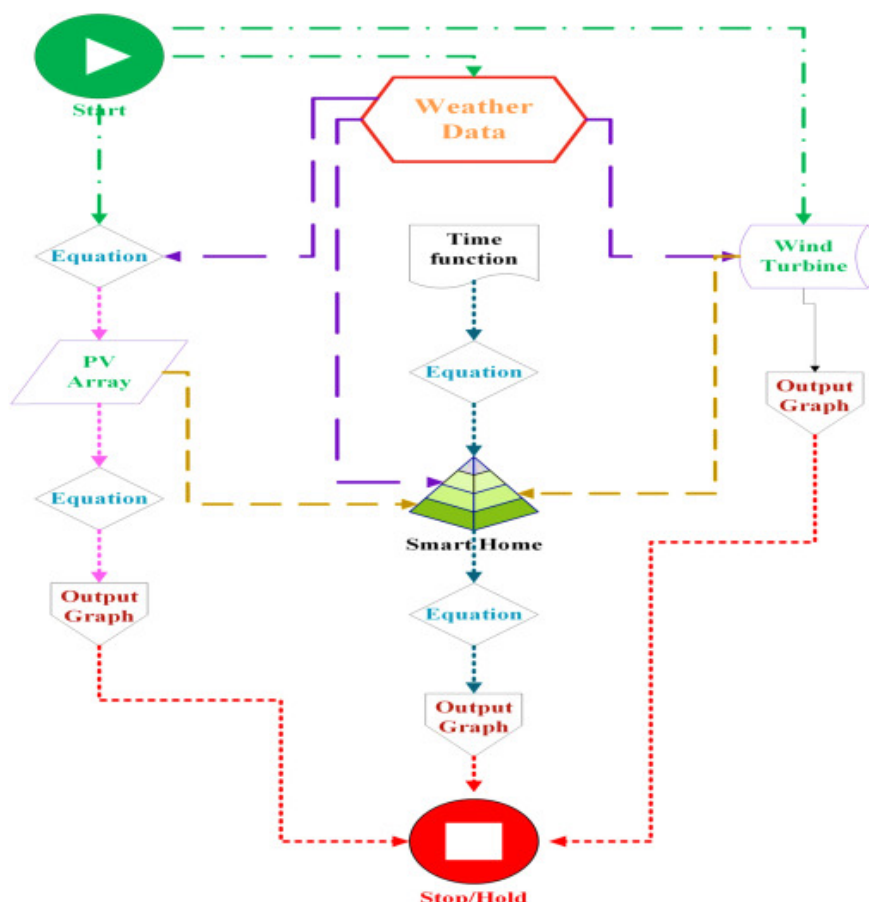 Start
Weather
Data
Equation
Time
function
Wind
Turbine
PV
Array
Equation
Output
Graph
Equation
Smart Home
Output
Graph
Equation
Output
Graph
Stop/Hold